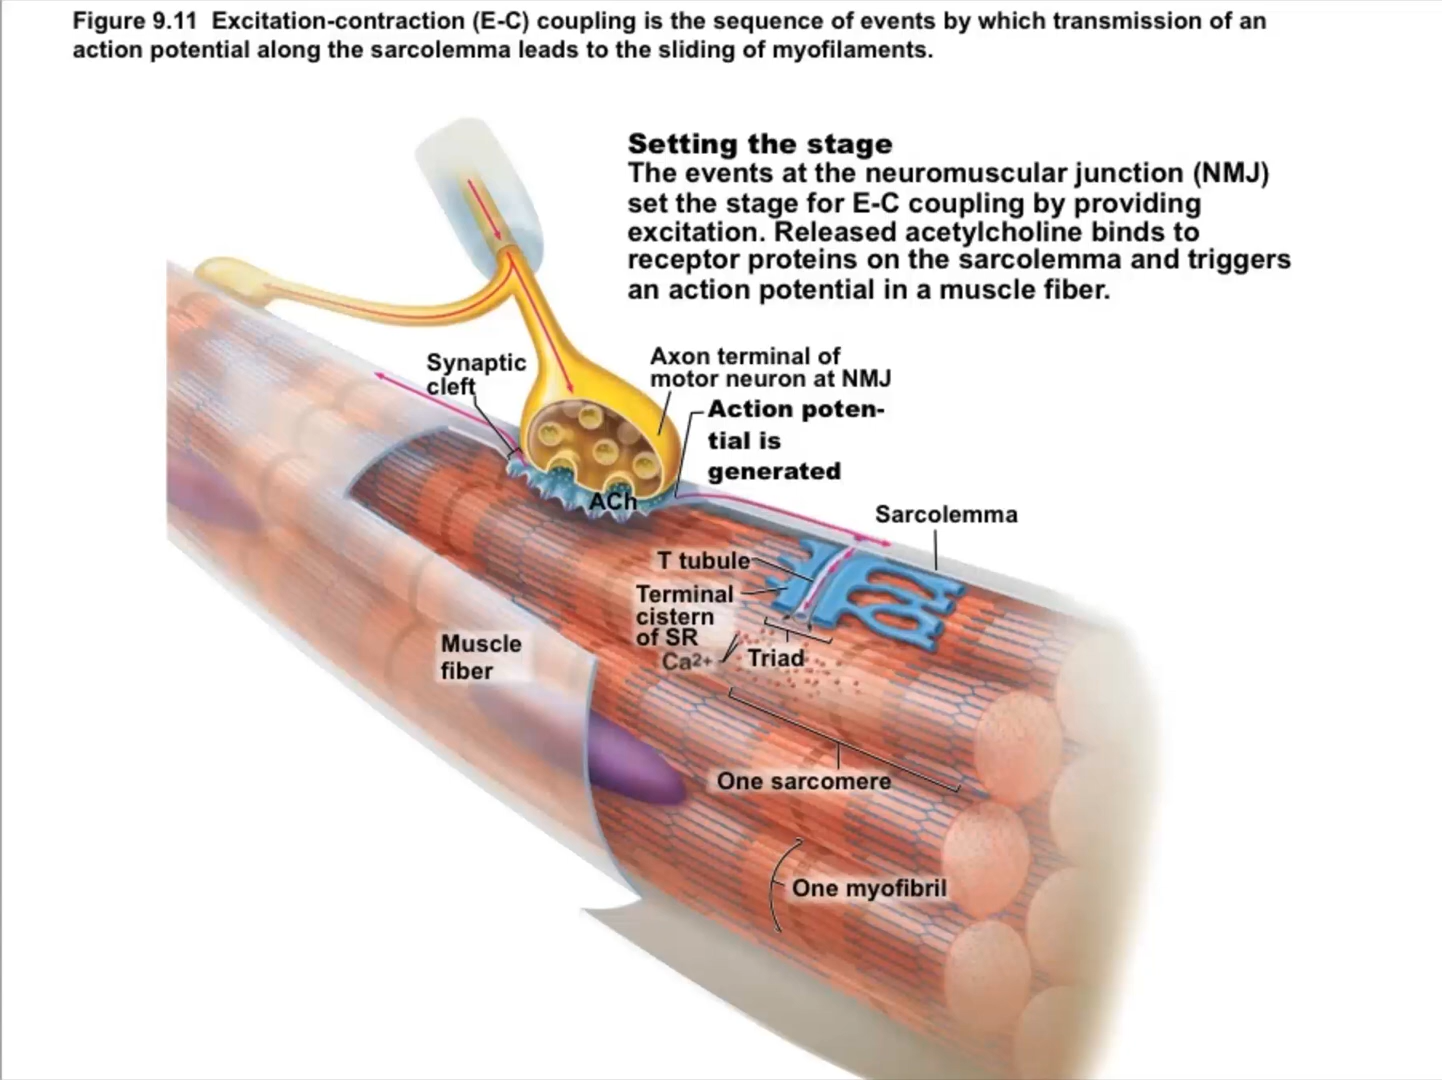 Figure 9.11 Excitation-contraction (E-C) coupling is the sequence of events by which transmission of an
action potential along the sarcolemma leads to the sliding of myofilaments.
Setting the stage
The events at the neuromuscular junction (NMJ)
set the stage for E-C coupling by providing
excitation. Released acetylcholine binds to
receptor proteins on the sarcolemma and triggers
an action potential in a muscle fiber.
Synaptic
cleft
Axon terminal of
motor neuron at NMJ
Action poten-
tial is
generated
ACh
Sarcolemma
T tubule
Terminal
cistern
of SR
Ca2+
Triad
Muscle
fiber
One sarcomere
One myofibril